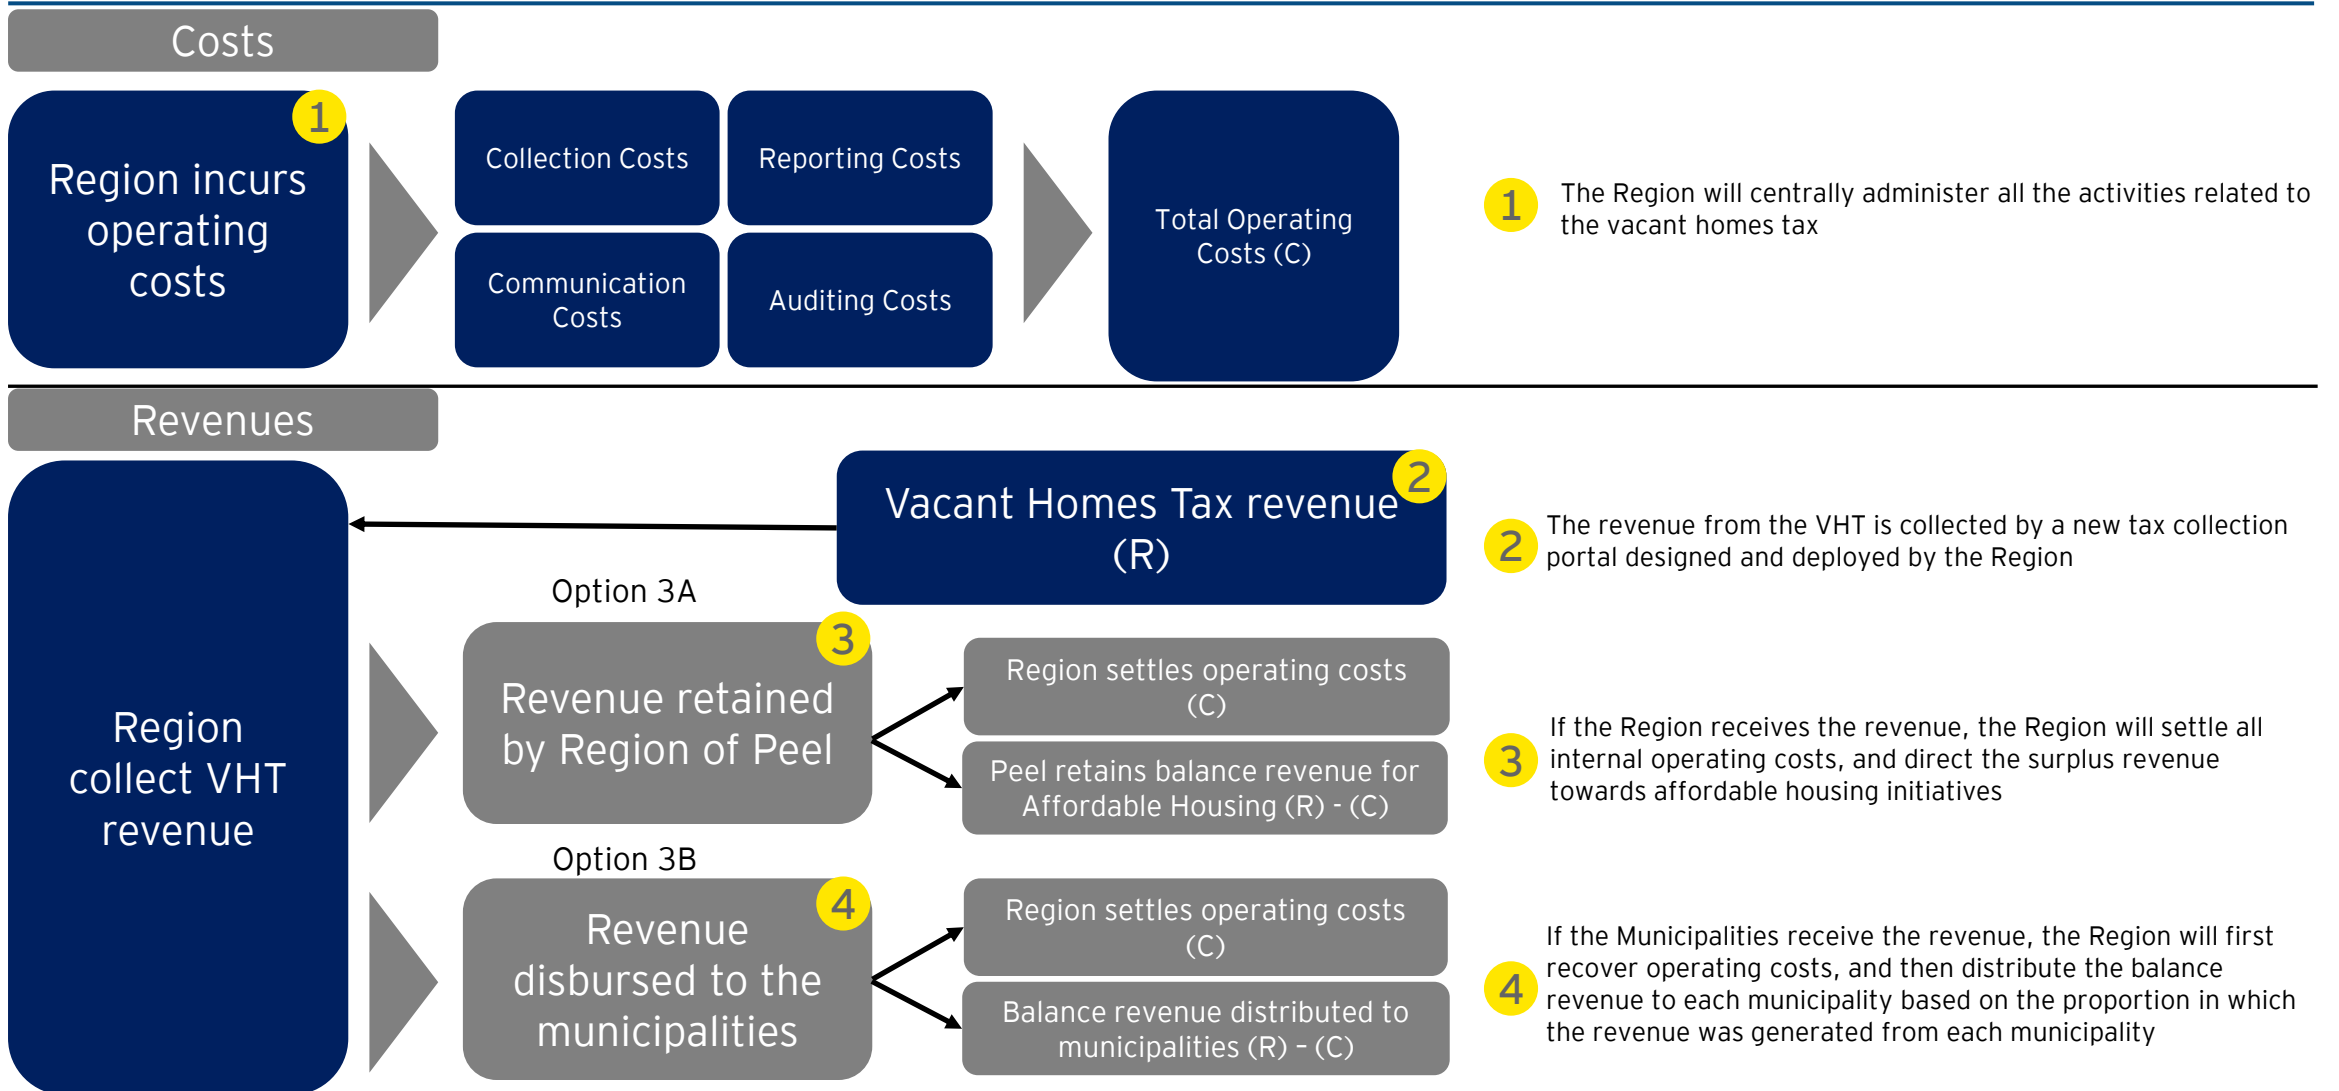 Costs
1
Region incurs
operating
costs
Collection Costs
Reporting Costs
Communication
Costs
Auditing Costs
Total Operating
Costs (C)
1
The Region will centrally administer all the activities related to
the vacant homes tax
Revenues
Region
collect VHT
revenue
2
Vacant Homes Tax revenue
(R)
2
The revenue from the VHT is collected by a new tax collection
portal designed and deployed by the Region
Option 3A
3
Revenue retained
by Region of Peel
Region settles operating costs
(C)
Peel retains balance revenue for
Affordable Housing (R) - (C)
3
If the Region receives the revenue, the Region will settle all
internal operating costs, and direct the surplus revenue
towards affordable housing initiatives
Option 3B
4
Revenue
disbursed to the
municipalities
Region settles operating costs
(C)
Balance revenue distributed to
municipalities (R) – (C)
4
If the Municipalities receive the revenue, the Region will first
recover operating costs, and then distribute the balance
revenue to each municipality based on the proportion in which
the revenue was generated from each municipality